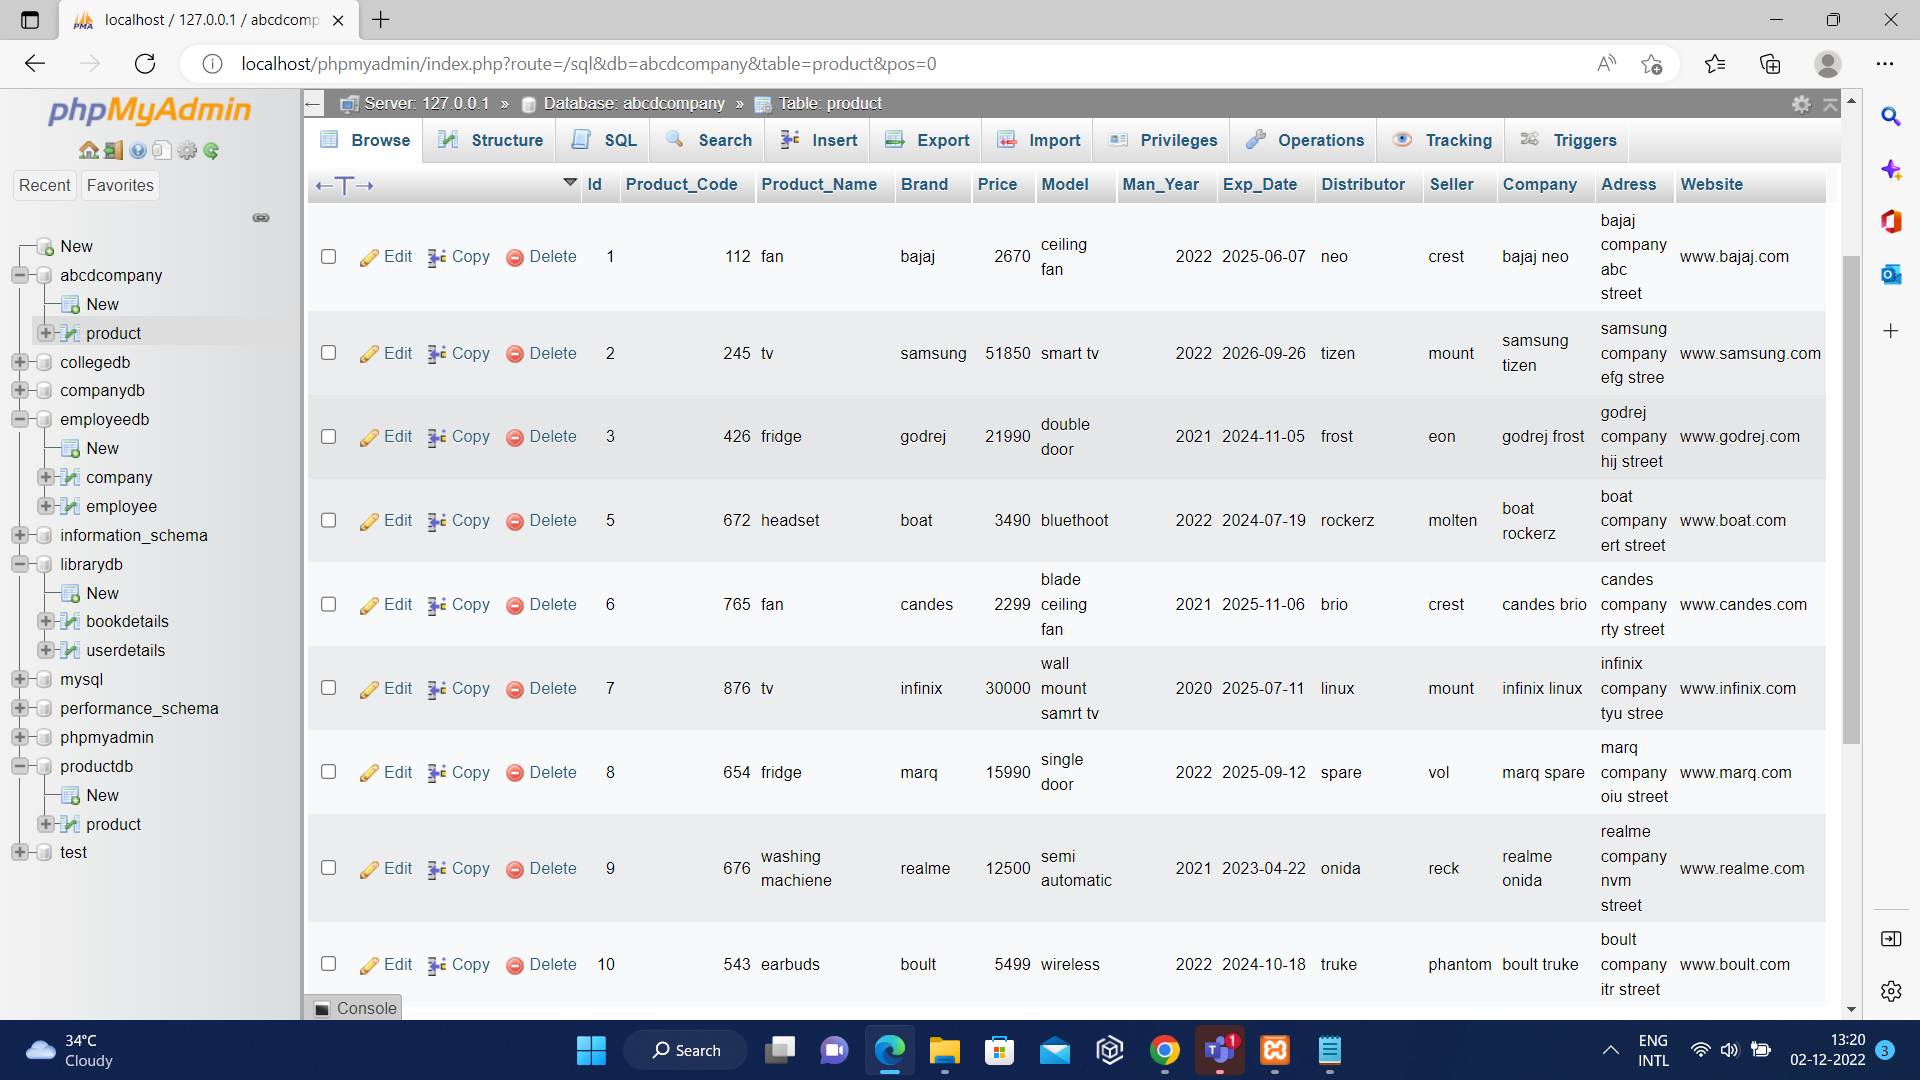 localhost / 127.0.0.1 / abcdcomp
localhost/phpmyadmin/index.php?route=/sql&db=abcdcompany&table=product&pos=0
phpMyAdmin
Recent Favorites
New
abcdcompany
New
product
collegedb
companydb
employeedb
New
company
employee
information_schema
librarydb
New
bookdetails
userdetails
mysql
performance_schema
phpmyadmin
productdb
New
product
test
Server: 127.0.0.1 » Database: abcdcompany » Table: product
Browse Structure SQL Search Insert Export Import Privileges Operations Tracking Triggers
Id Product_Code Product_Name Brand Price Model Man_Year Exp_Date Distributor Seller Company Adress Website
Edit Copy Delete 1 112 fan bajaj 2670 ceiling fan 2022 2025-06-07 neo crest bajaj neo bajaj company abc street www.bajaj.com
Edit Copy Delete 2 245 tv samsung 51850 smart tv 2022 2026-09-26 tizen mount samsung tizen samsung company efg stree www.samsung.com
Edit Copy Delete 3 426 fridge godrej 21990 double door 2021 2024-11-05 frost eon godrej frost godrej company hij street www.godrej.com
Edit Copy Delete 5 672 headset boat 3490 bluethoot 2022 2024-07-19 rockerz molten boat rockerz boat company ert street www.boat.com
Edit Copy Delete 6 765 fan candes 2299 blade ceiling fan 2021 2025-11-06 brio crest candes brio candes company rty street www.candes.com
Edit Copy Delete 7 876 tv infinix 30000 wall mount samrt tv 2020 2025-07-11 linux mount infinix linux infinix company tyu stree www.infinix.com
Edit Copy Delete 8 654 fridge marq 15990 single door 2022 2025-09-12 spare vol marq spare marq company oiu street www.marq.com
Edit Copy Delete 9 676 washing machiene realme 12500 semi automatic 2021 2023-04-22 onida reck realme onida realme company nvm street www.realme.com
Edit Copy Delete 10 543 earbuds boult 5499 wireless 2022 2024-10-18 truke phantom boult truke boult company itr street www.boult.com
Console
34°C
Cloudy
Search
1
ENG
INTL
13:20
02-12-2022
3